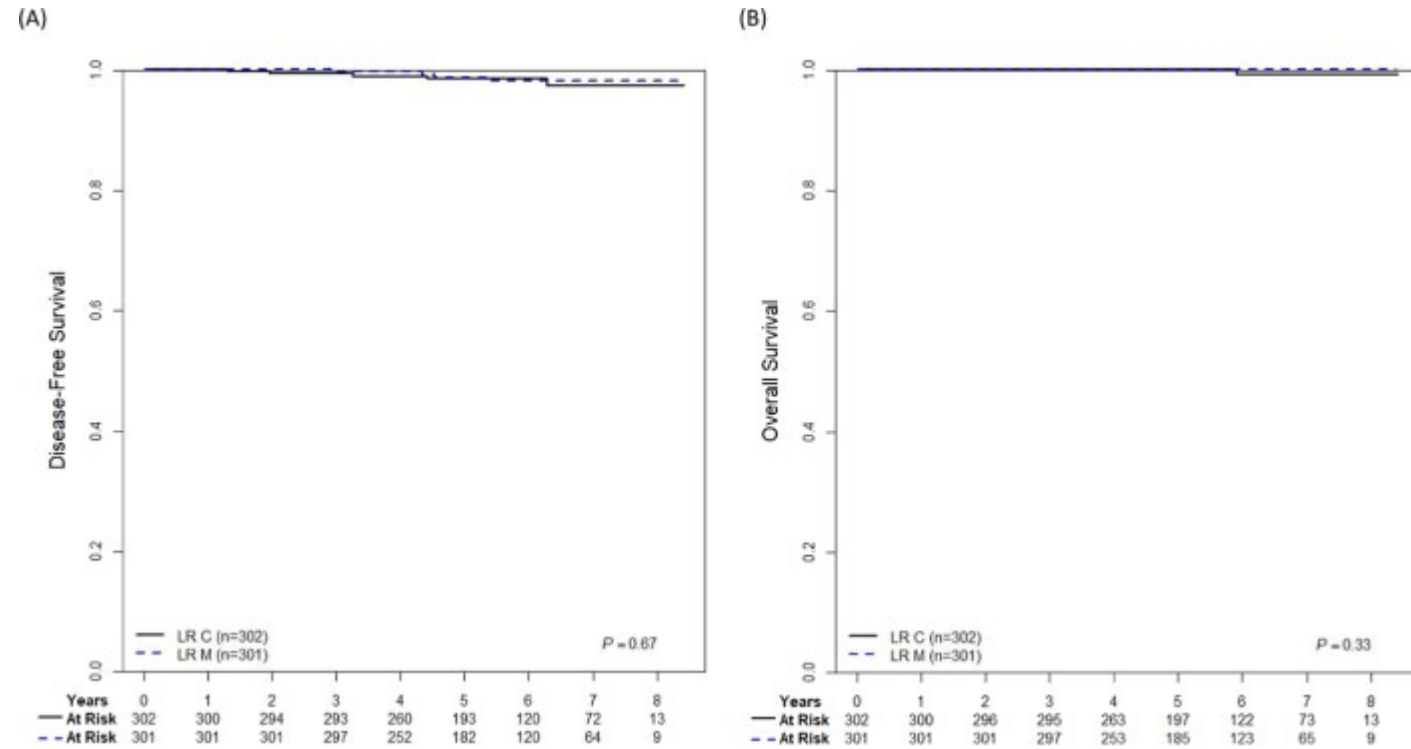 (A)
Disease-Free Survival
1.0
0.8
0.6
0.4
0.2
0.0
LR C (n=302)
LR M (n=301)
P = 0.67
Years 0 1 2 3 4 5 6 7 8
At Risk 302 300 294 293 260 193 120 72 13
At Risk 301 301 301 297 252 182 120 64 9
(B)
Overall Survival
1.0
0.8
0.6
0.4
0.2
0.0
LR C (n=302)
LR M (n=301)
P = 0.33
Years 0 1 2 3 4 5 6 7 8
At Risk 302 300 296 295 263 197 122 73 13
At Risk 301 301 301 297 253 185 123 65 9